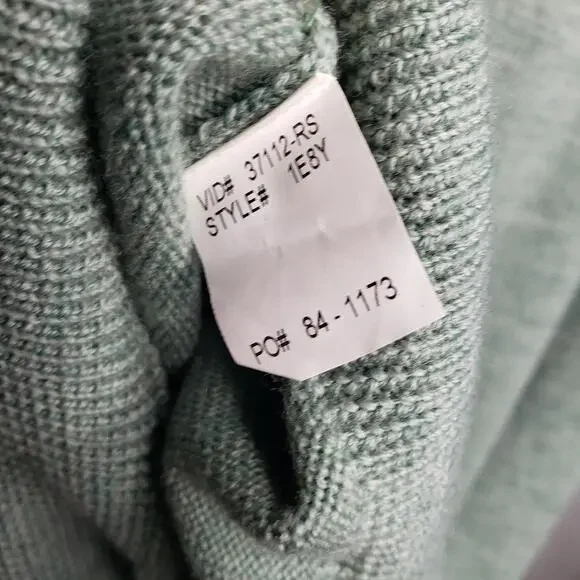 VID# 37112-RS
STYLE# 1E8Y
PO# 84-1173